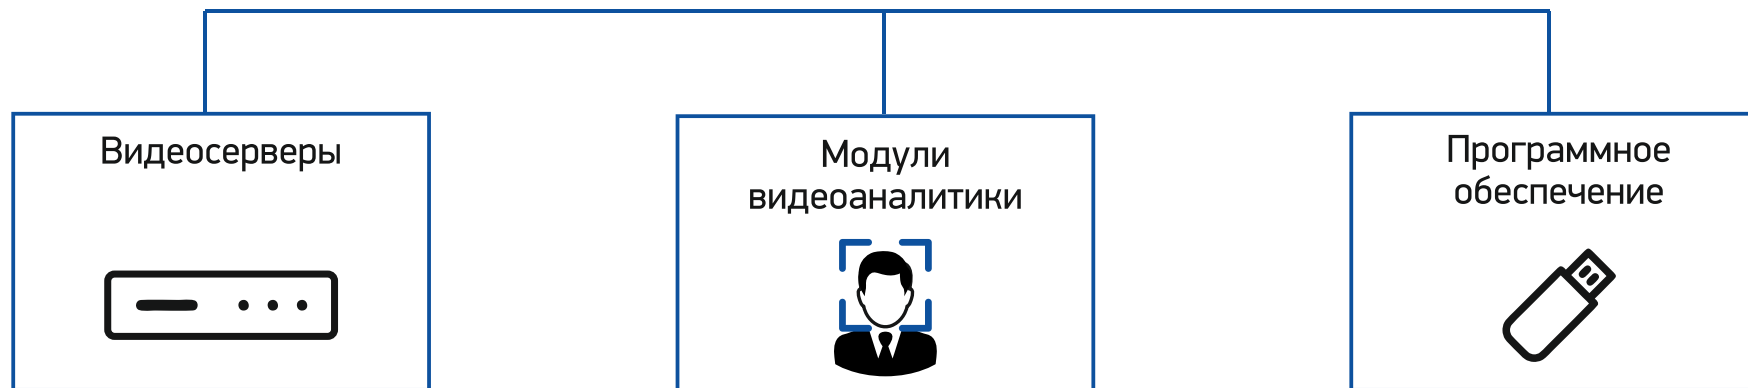 Видеосерверы
Модули
видеоаналитики
Программное
обеспечение